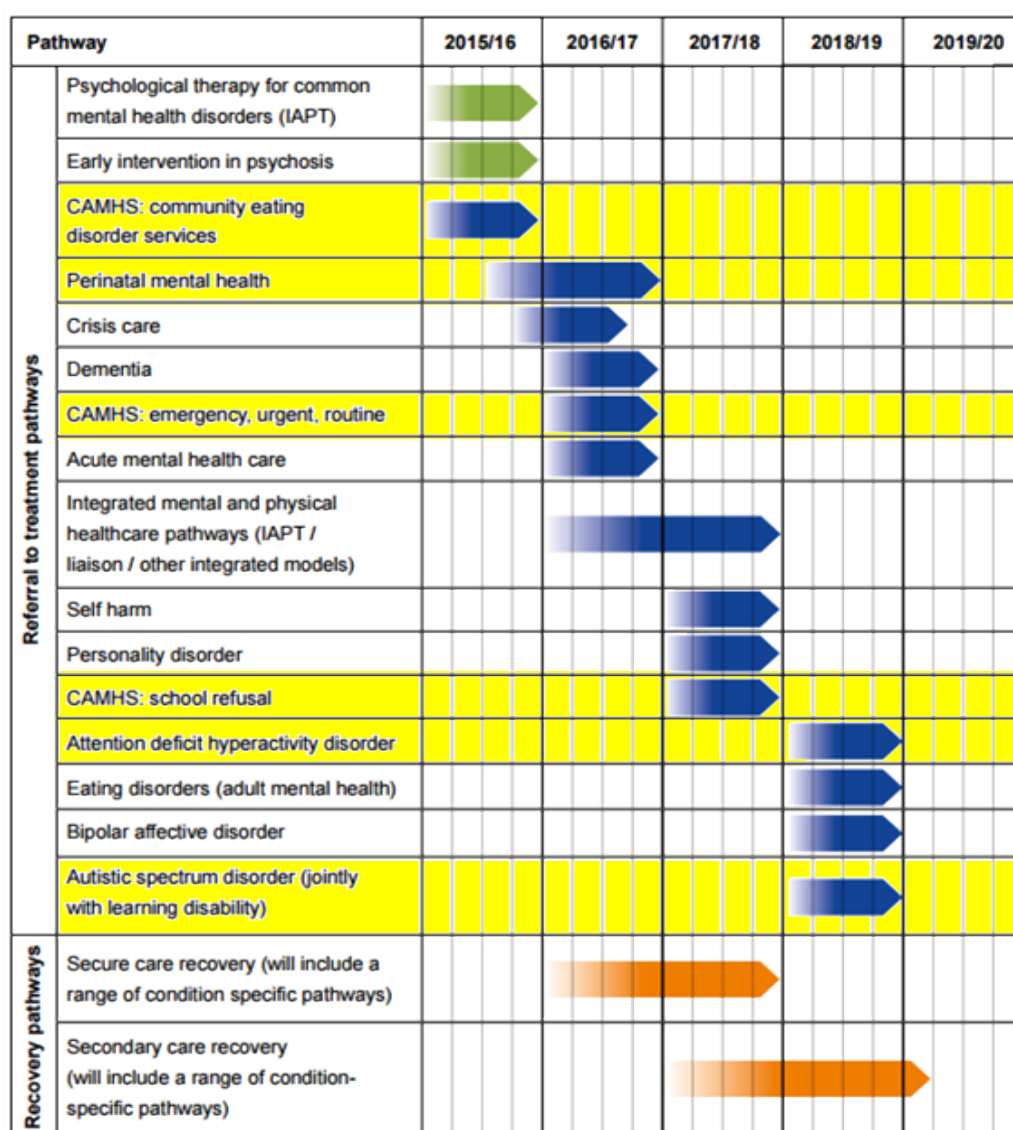 Pathway 2015/16 2016/17 2017/18 2018/19 2019/20
Referral to treatment pathways
Psychological therapy for common
mental health disorders (IAPT)
Early intervention in psychosis
CAMHS: community eating
disorder services
Perinatal mental health
Crisis care
Dementia
CAMHS: emergency, urgent, routine
Acute mental health care
Integrated mental and physical
healthcare pathways (IAPT /
liaison / other integrated models)
Self harm
Personality disorder
CAMHS: school refusal
Attention deficit hyperactivity disorder
Eating disorders (adult mental health)
Bipolar affective disorder
Autistic spectrum disorder (jointly
with learning disability)
Recovery pathways
Secure care recovery (will include a
range of condition specific pathways)
Secondary care recovery
(will include a range of condition-
specific pathways)